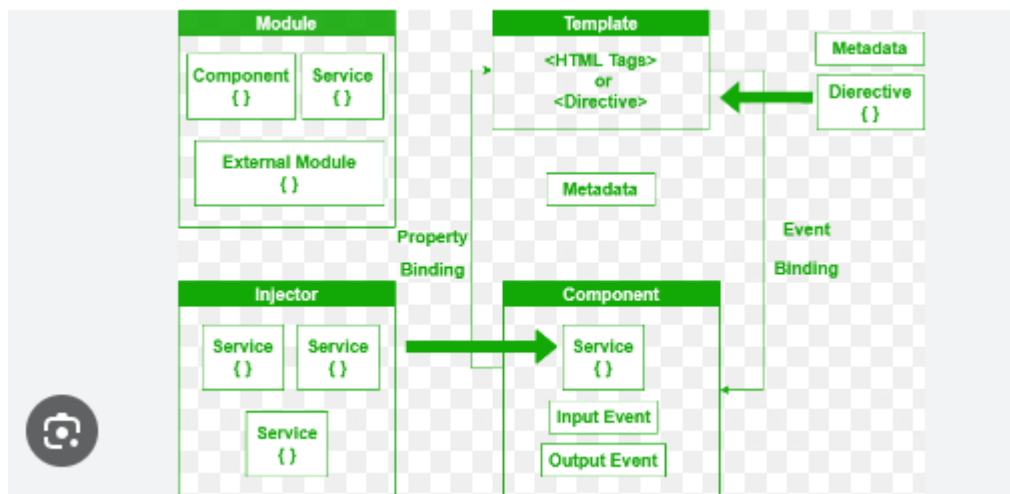 Module
Component
{ }
Service
{ }
External Module
{ }
Template
<HTML Tags>
or
<Directive>
Metadata
Dierective
{ }
Metadata
Property
Binding
Event
Binding
Injector
Service
{ }
Service
{ }
Service
{ }
Component
Service
{ }
Input Event
Output Event